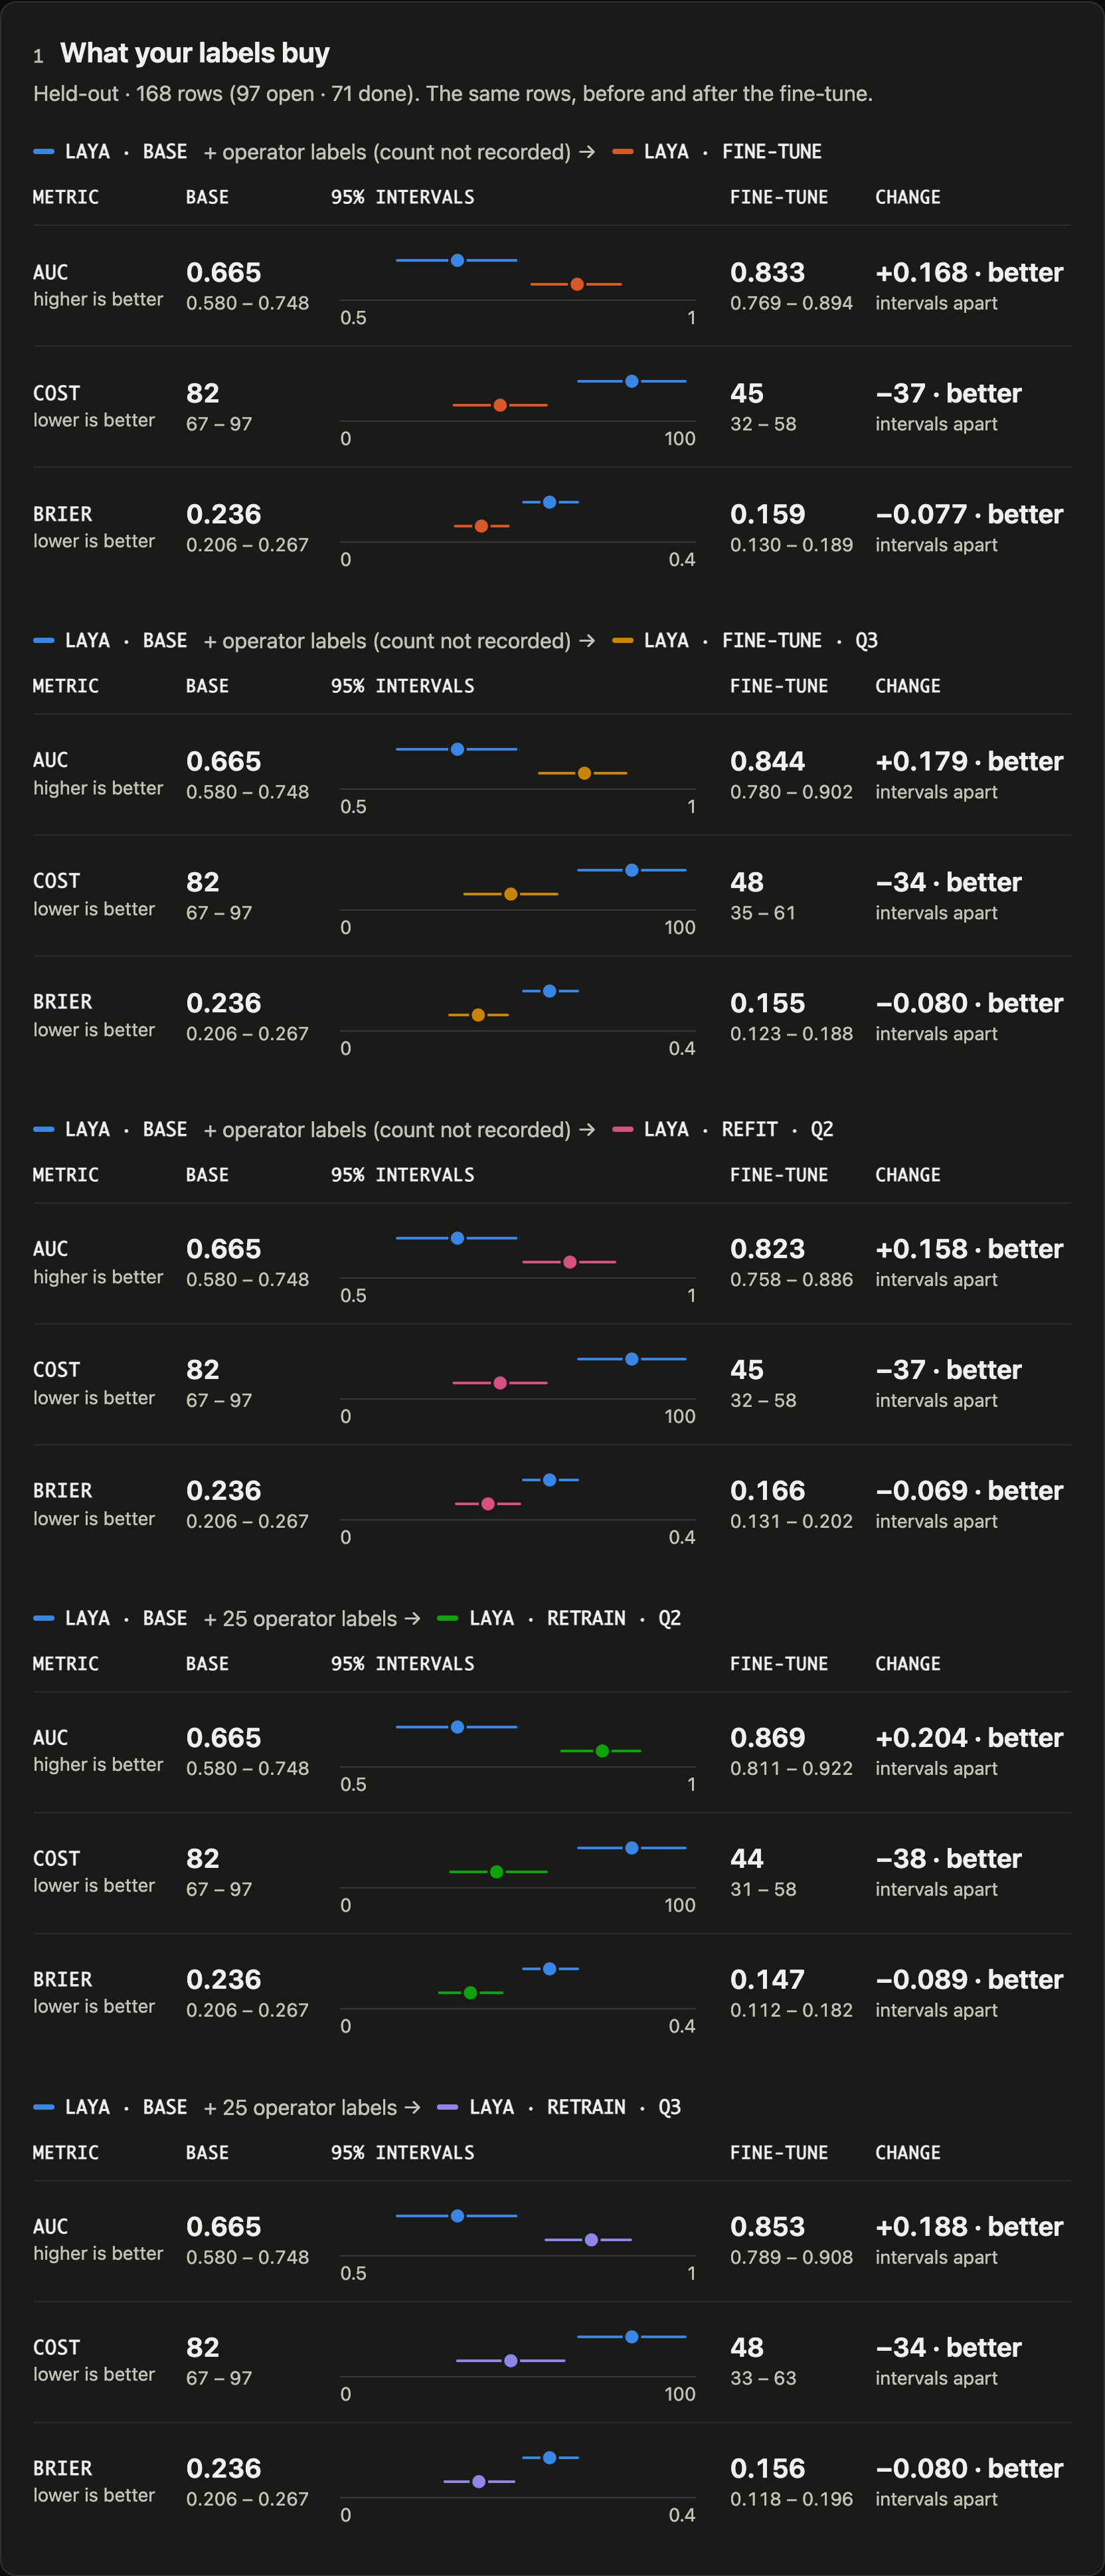 1 What your labels buy
Held-out · 168 rows (97 open · 71 done). The same rows, before and after the fine-tune.
LAYA · BASE + operator labels (count not recorded) → LAYA · FINE-TUNE
METRIC BASE 95% INTERVALS FINE-TUNE CHANGE
AUC 0.665 0.833 +0.168 · better
higher is better 0.580 – 0.748 0.769 – 0.894 intervals apart
0.5 1
COST 82 45 −37 · better
lower is better 67 – 97 32 – 58 intervals apart
0 100
BRIER 0.236 0.159 −0.077 · better
lower is better 0.206 – 0.267 0.130 – 0.189 intervals apart
0 0.4
LAYA · BASE + operator labels (count not recorded) → LAYA · FINE-TUNE · Q3
METRIC BASE 95% INTERVALS FINE-TUNE CHANGE
AUC 0.665 0.844 +0.179 · better
higher is better 0.580 – 0.748 0.780 – 0.902 intervals apart
0.5 1
COST 82 48 −34 · better
lower is better 67 – 97 35 – 61 intervals apart
0 100
BRIER 0.236 0.155 −0.080 · better
lower is better 0.206 – 0.267 0.123 – 0.188 intervals apart
0 0.4
LAYA · BASE + operator labels (count not recorded) → LAYA · REFIT · Q2
METRIC BASE 95% INTERVALS FINE-TUNE CHANGE
AUC 0.665 0.823 +0.158 · better
higher is better 0.580 – 0.748 0.758 – 0.886 intervals apart
0.5 1
COST 82 45 −37 · better
lower is better 67 – 97 32 – 58 intervals apart
0 100
BRIER 0.236 0.166 −0.069 · better
lower is better 0.206 – 0.267 0.131 – 0.202 intervals apart
0 0.4
LAYA · BASE + 25 operator labels → LAYA · RETRAIN · Q2
METRIC BASE 95% INTERVALS FINE-TUNE CHANGE
AUC 0.665 0.869 +0.204 · better
higher is better 0.580 – 0.748 0.811 – 0.922 intervals apart
0.5 1
COST 82 44 −38 · better
lower is better 67 – 97 31 – 58 intervals apart
0 100
BRIER 0.236 0.147 −0.089 · better
lower is better 0.206 – 0.267 0.112 – 0.182 intervals apart
0 0.4
LAYA · BASE + 25 operator labels → LAYA · RETRAIN · Q3
METRIC BASE 95% INTERVALS FINE-TUNE CHANGE
AUC 0.665 0.853 +0.188 · better
higher is better 0.580 – 0.748 0.789 – 0.908 intervals apart
0.5 1
COST 82 48 −34 · better
lower is better 67 – 97 33 – 63 intervals apart
0 100
BRIER 0.236 0.156 −0.080 · better
lower is better 0.206 – 0.267 0.118 – 0.196 intervals apart
0 0.4